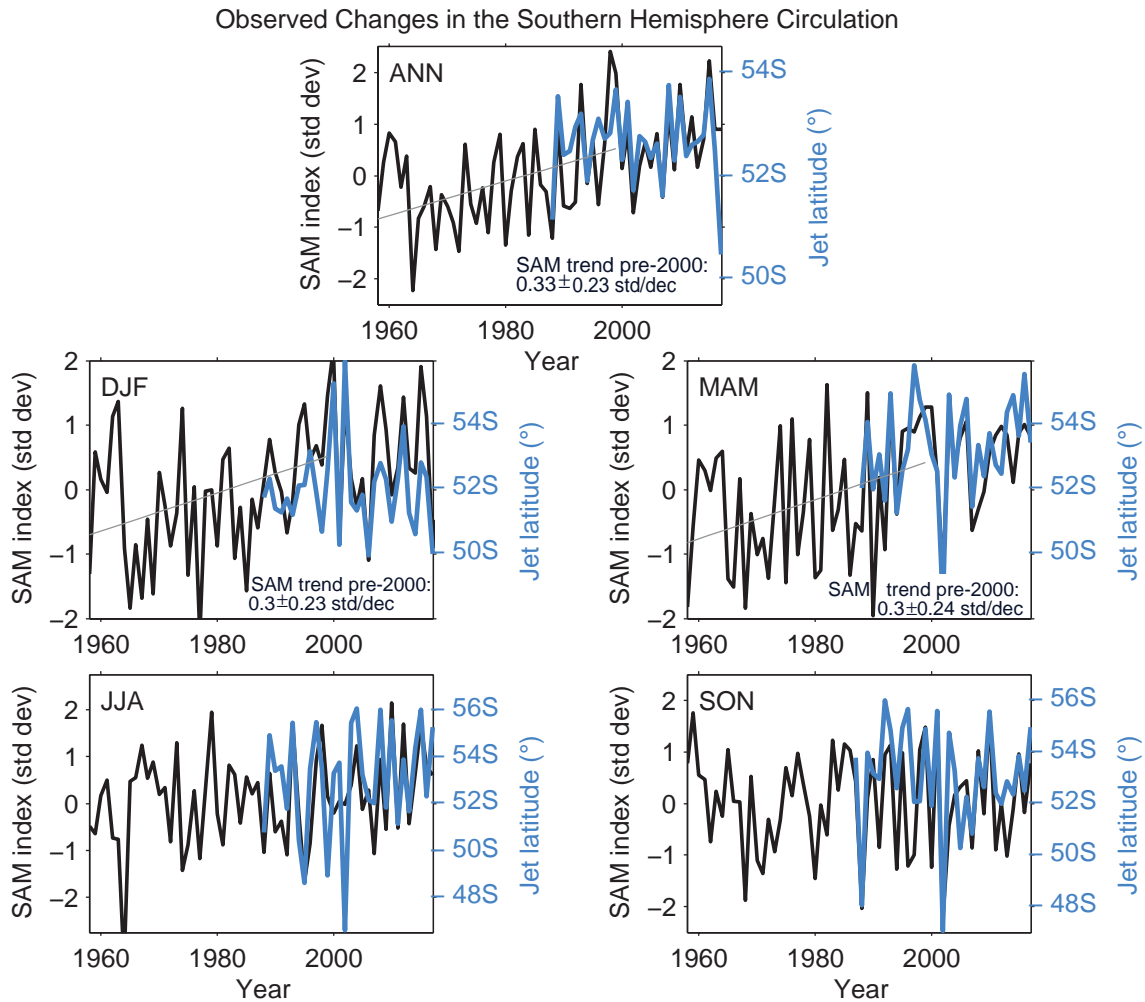 Observed Changes in the Southern Hemisphere Circulation
ANN
SAM index (std dev)
2
1
0
−1
−2
54S
52S
50S
Jet latitude (°)
SAM trend pre-2000:
0.33±0.23 std/dec
1960
1980
2000
Year
DJF
SAM index (std dev)
2
1
0
−1
−2
54S
52S
50S
Jet latitude (°)
SAM trend pre-2000:
0.3±0.23 std/dec
1960
1980
2000
MAM
SAM index (std dev)
2
1
0
−1
−2
54S
52S
50S
Jet latitude (°)
SAM trend pre-2000:
0.3±0.24 std/dec
1960
1980
2000
JJA
SAM index (std dev)
2
1
0
−1
−2
56S
54S
52S
50S
48S
Jet latitude (°)
1960
1980
2000
Year
SON
SAM index (std dev)
2
1
0
−1
−2
56S
54S
52S
50S
48S
Jet latitude (°)
1960
1980
2000
Year